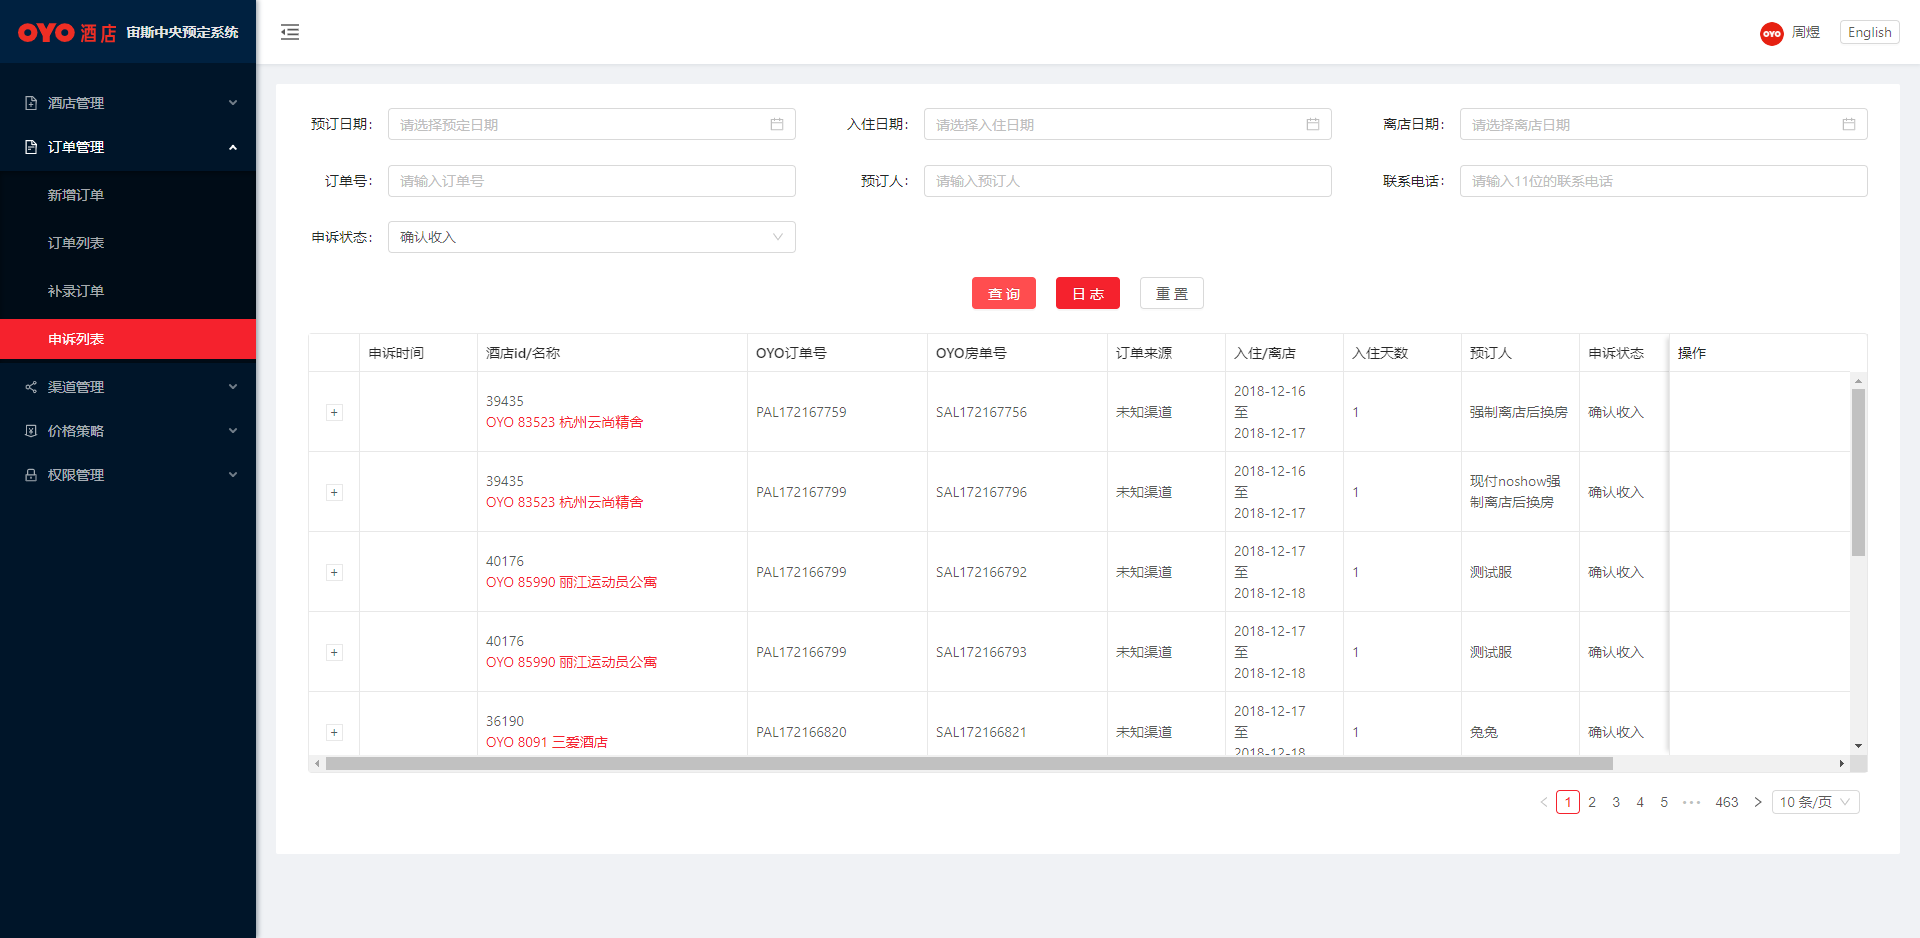 OYO 酒店 宙斯中央预定系统
OYO 周煜 English
酒店管理
订单管理
新增订单
订单列表
补录订单
申诉列表
渠道管理
价格策略
权限管理
预订日期: 请选择预定日期
入住日期: 请选择入住日期
离店日期: 请选择离店日期
订单号: 请输入订单号
预订人: 请输入预订人
联系电话: 请输入11位的联系电话
申诉状态: 确认收入
查 询 日 志 重 置
申诉时间 酒店id/名称 OYO订单号 OYO房单号 订单来源 入住/离店 入住天数 预订人 申诉状态 操作
39435
OYO 83523 杭州云尚精舍
PAL172167759 SAL172167756 未知渠道
2018-12-16
至
2018-12-17
1 强制离店后换房 确认收入
39435
OYO 83523 杭州云尚精舍
PAL172167799 SAL172167796 未知渠道
2018-12-16
至
2018-12-17
1
现付noshow强
制离店后换房
确认收入
40176
OYO 85990 丽江运动员公寓
PAL172166799 SAL172166792 未知渠道
2018-12-17
至
2018-12-18
1 测试服 确认收入
40176
OYO 85990 丽江运动员公寓
PAL172166799 SAL172166793 未知渠道
2018-12-17
至
2018-12-18
1 测试服 确认收入
36190
OYO 8091 三爱酒店
PAL172166820 SAL172166821 未知渠道
2018-12-17
至
2018-12-18
1 兔兔 确认收入
1 2 3 4 5 ••• 463 10 条/页